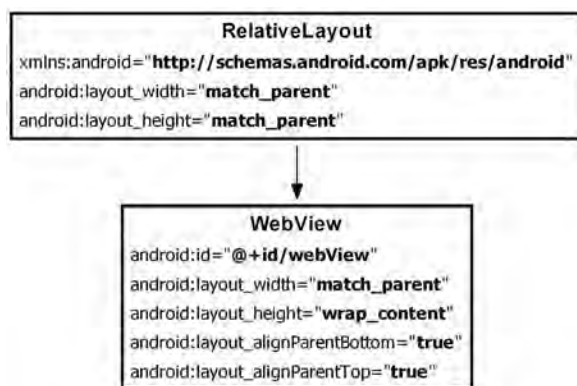 RelativeLayout
xmlns:android="http://schemas.android.com/apk/res/android"
android:layout_width="match_parent"
android:layout_height="match_parent"
WebView
android:id="@+id/webView"
android:layout_width="match_parent"
android:layout_height="wrap_content"
android:layout_alignParentBottom="true"
android:layout_alignParentTop="true"